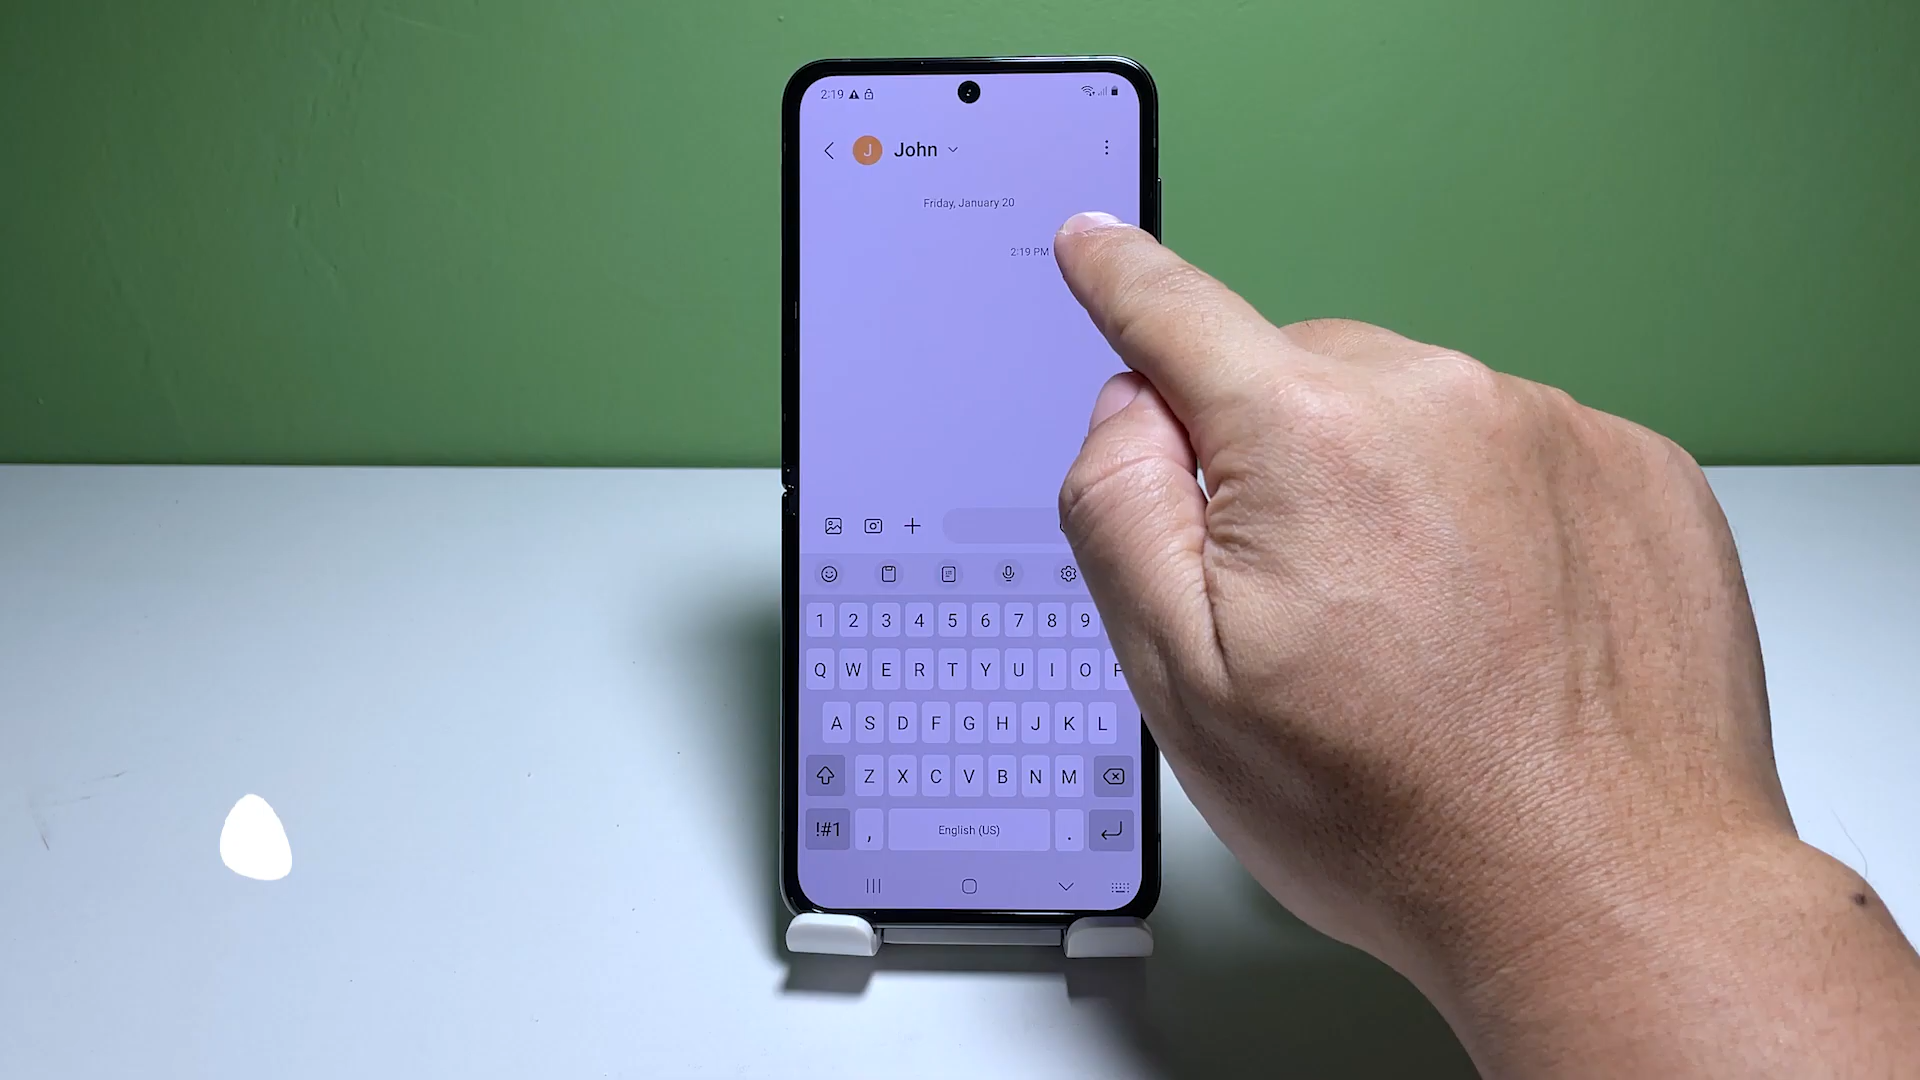 2:19
J John
Friday, January 20
2:19 PM
1 2 3 4 5 6 7 8 9
Q W E R T Y U I O P
A S D F G H J K L
Z X C V B N M
!#1 , English (US) .